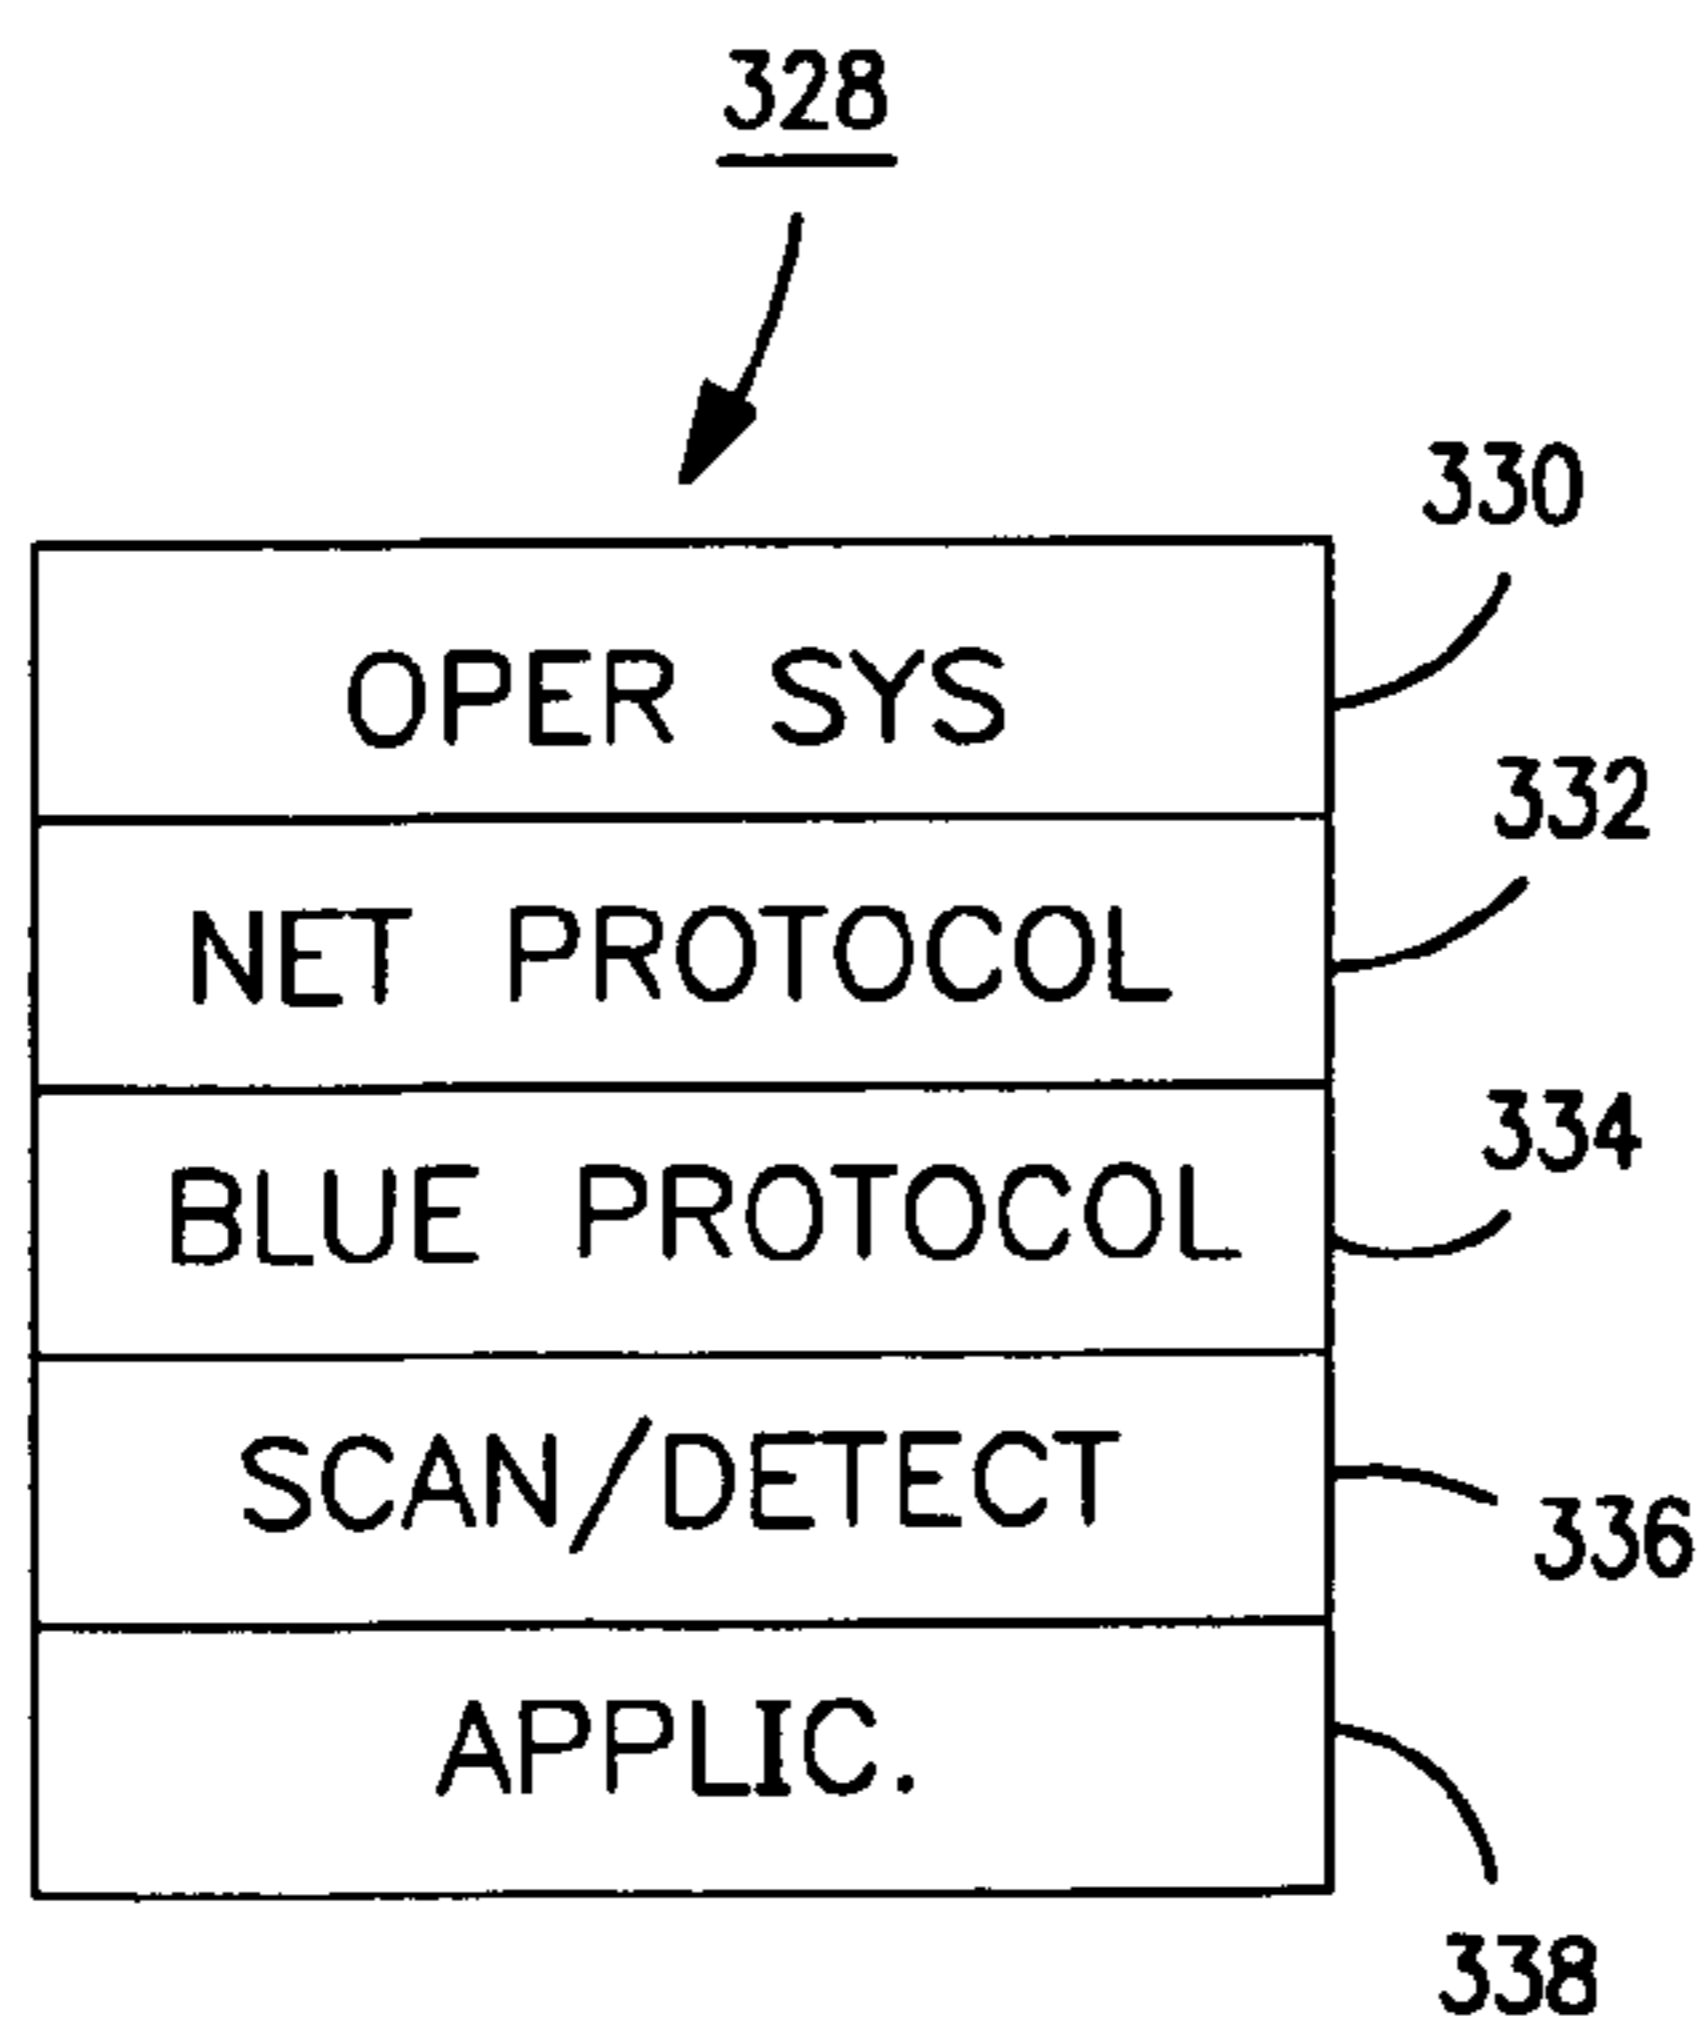 328
330
OPER SYS
332
NET PROTOCOL
334
BLUE PROTOCOL
SCAN/DETECT
336
APPLIC.
338